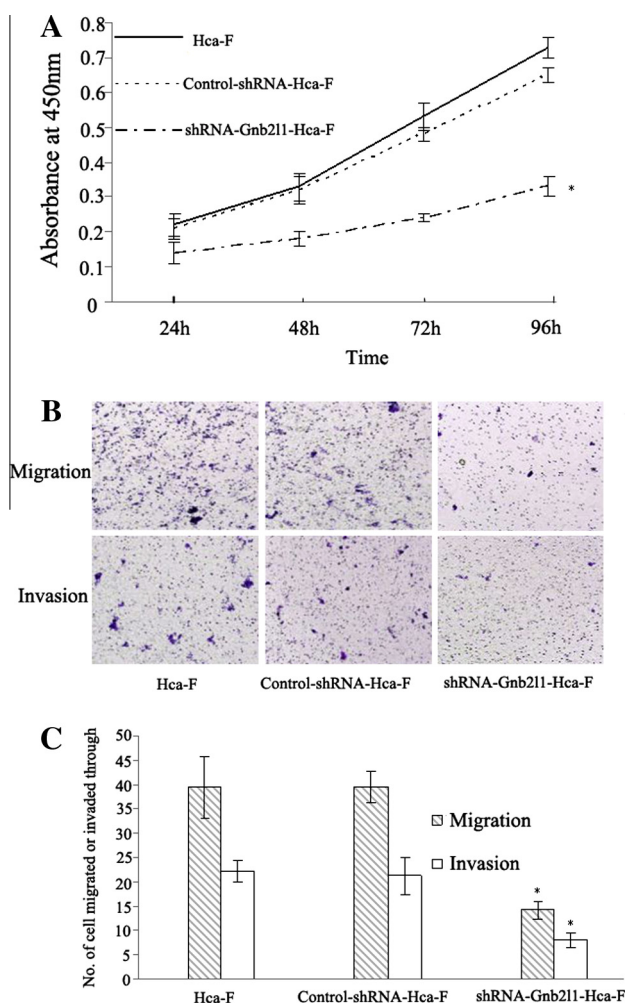 A
Hca-F
Control-shRNA-Hca-F
shRNA-Gnb2l1-Hca-F
Absorbance at 450nm
0.8
0.7
0.6
0.5
0.4
0.3
0.2
0.1
0
*
24h 48h 72h 96h
Time
B
Migration
Invasion
Hca-F Control-shRNA-Hca-F shRNA-Gnb2l1-Hca-F
C
No. of cell migrated or invaded through
50
45
40
35
30
25
20
15
10
5
0
Migration
Invasion
* *
Hca-F Control-shRNA-Hca-F shRNA-Gnb2l1-Hca-F